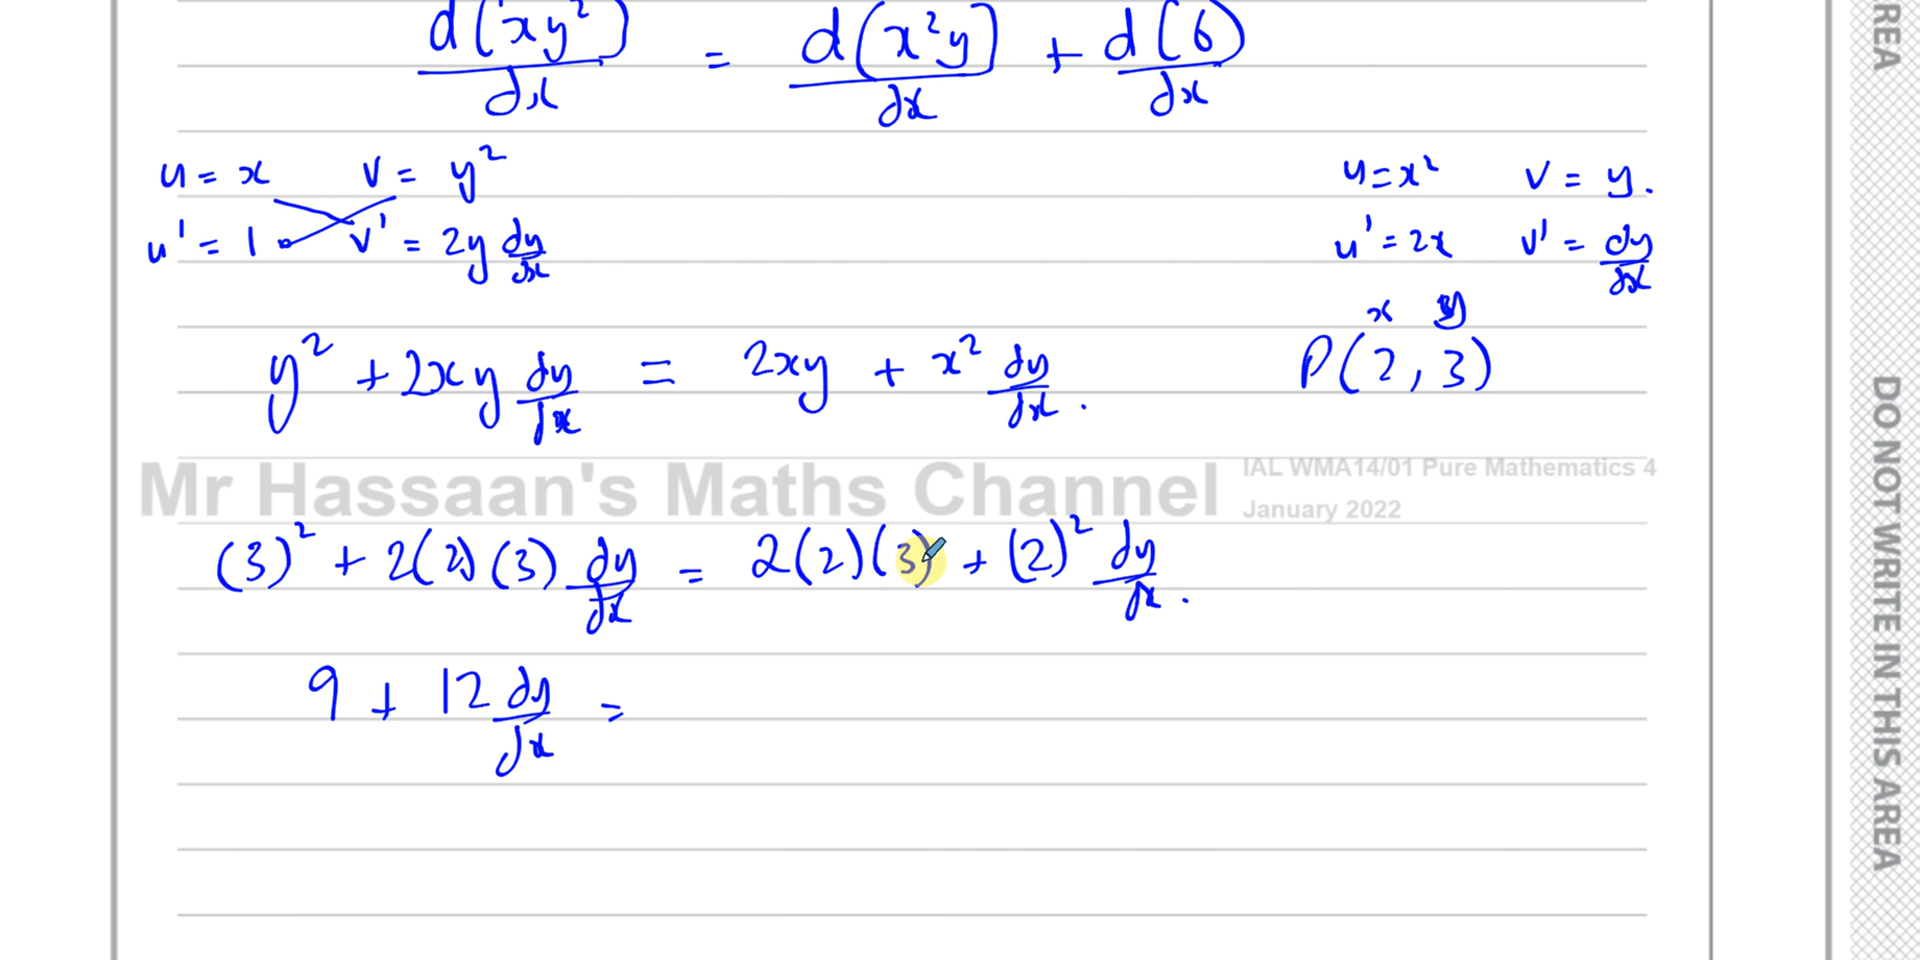 d(xy²)/dx = d(x²y)/dx + d(6)/dx
u = x v = y² u = x² v = y.
u' = 1 v' = 2y dy/dx u' = 2x v' = dy/dx
x y
y² + 2xy dy/dx = 2xy + x² dy/dx. P(2, 3)
Mr Hassaan's Maths Channel
IAL WMA14/01 Pure Mathematics 4
January 2022
(3)² + 2(2)(3) dy/dx = 2(2)(3) + (2)² dy/dx.
9 + 12 dy/dx =
REA
DO NOT WRITE IN THIS AREA